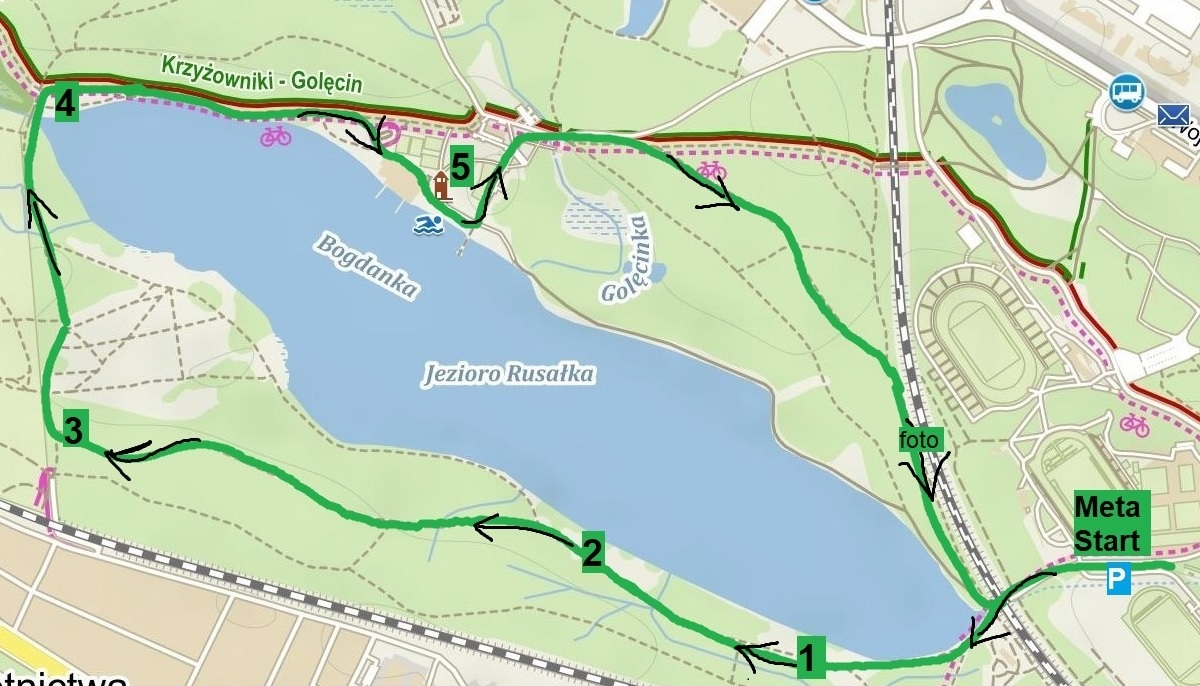 Krzyżowniki - Golęcin
4
5
Bogdanka
Golęcinka
Jezioro Rusałka
3
foto
Meta
Start
P
2
1